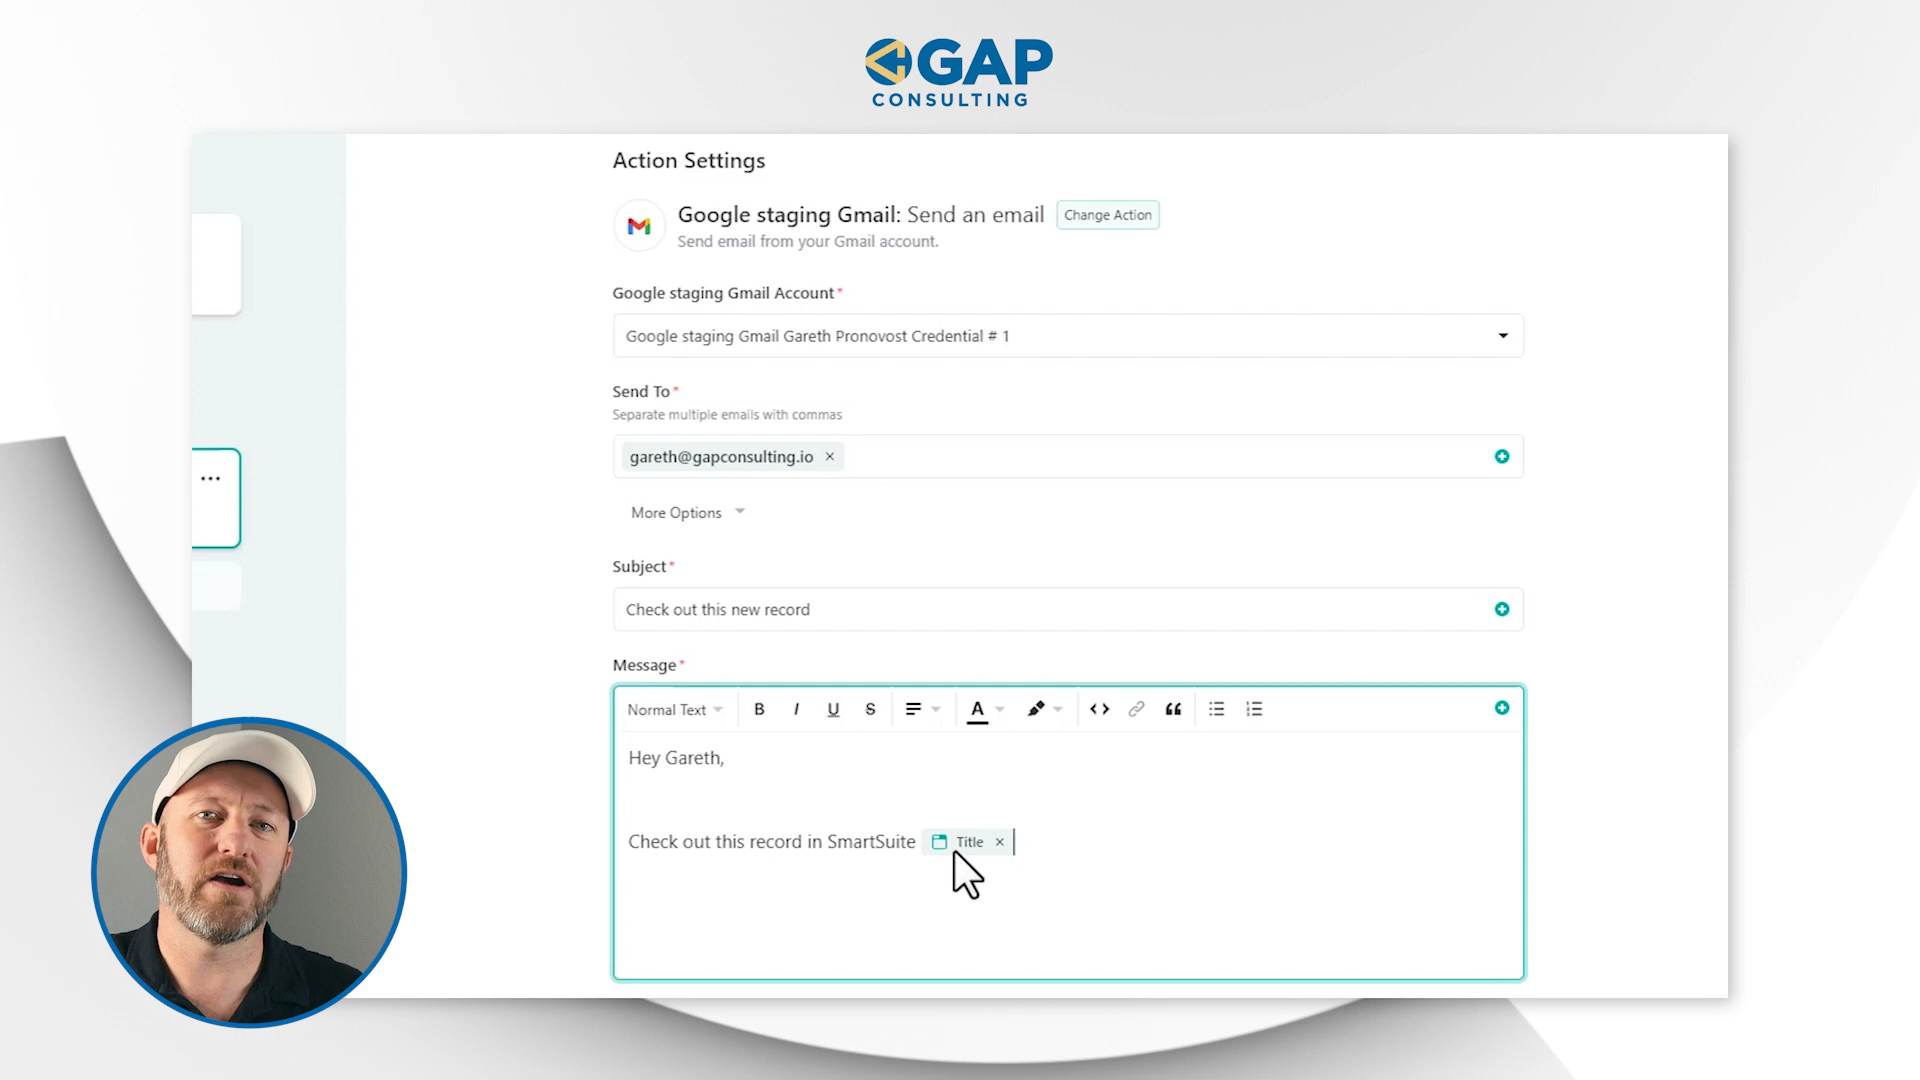 GAP
CONSULTING
Action Settings
Google staging Gmail: Send an email
Change Action
Send email from your Gmail account.
Google staging Gmail Account*
Google staging Gmail Gareth Pronovost Credential # 1
Send To*
Separate multiple emails with commas
gareth@gapconsulting.io ×
More Options
Subject*
Check out this new record
Message*
Normal Text B I U S A
Hey Gareth,
Check out this record in SmartSuite Title ×